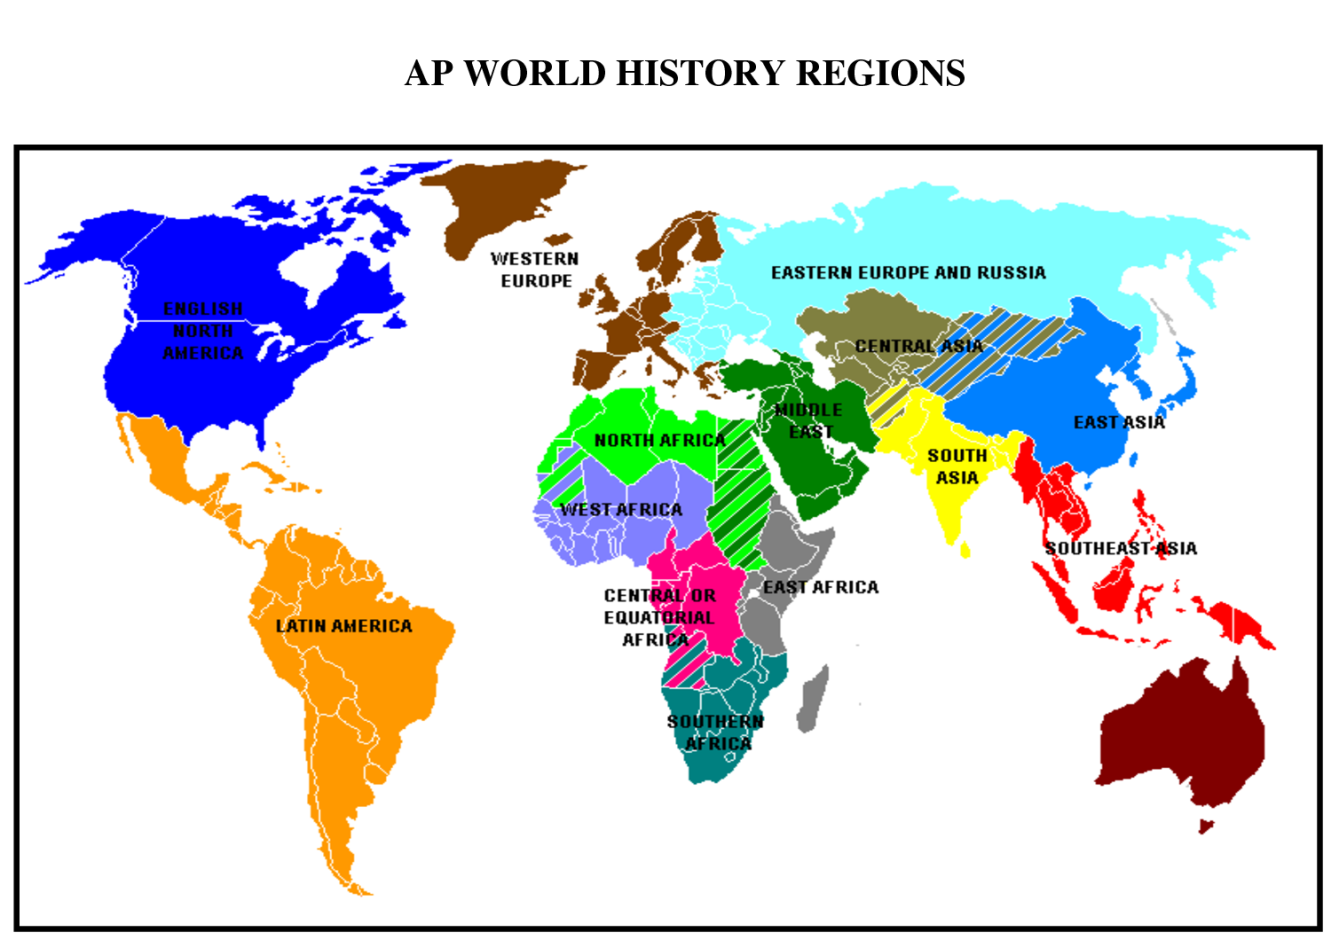 AP WORLD HISTORY REGIONS
WESTERN
EUROPE
EASTERN EUROPE AND RUSSIA
ENGLISH
NORTH
AMERICA
CENTRAL ASIA
MIDDLE
EAST
EAST ASIA
NORTH AFRICA
SOUTH
ASIA
WEST AFRICA
SOUTHEAST ASIA
EAST AFRICA
CENTRAL OR
EQUATORIAL
AFRICA
LATIN AMERICA
SOUTHERN
AFRICA